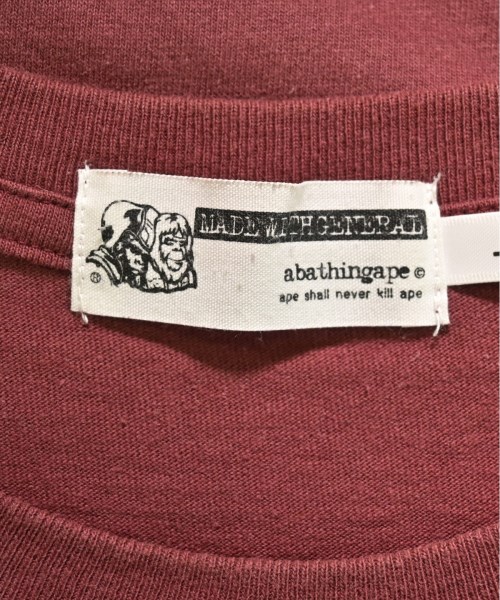 MADE WITH GENERAL
abathingape ©
ape shall never kill ape
®